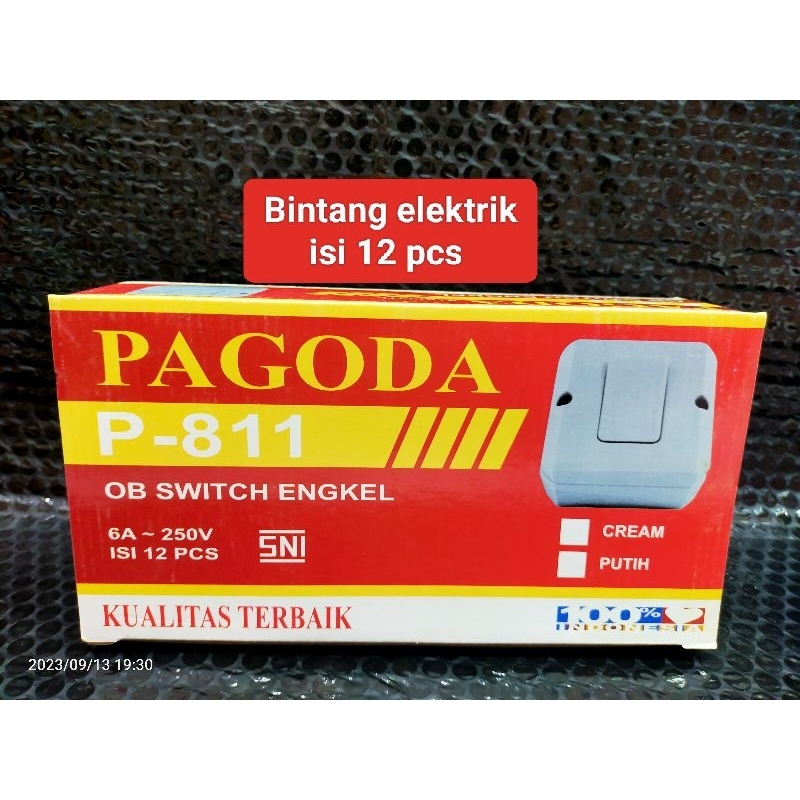 Bintang elektrik
isi 12 pcs
PAGODA
P-811
OB SWITCH ENGKEL
6A ~ 250V
ISI 12 PCS
SNI
CREAM
PUTIH
KUALITAS TERBAIK
100%
INDONESIA
2023/09/13 19:30